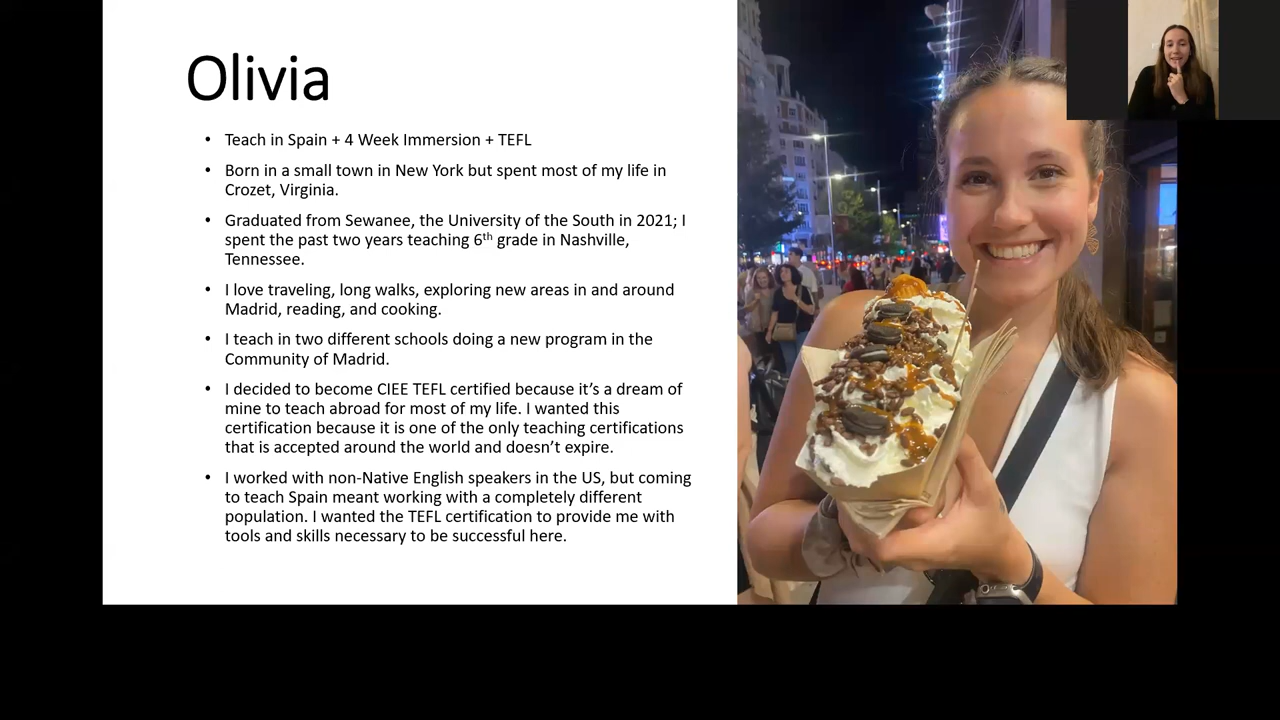 Olivia
• Teach in Spain + 4 Week Immersion + TEFL
• Born in a small town in New York but spent most of my life in
Crozet, Virginia.
• Graduated from Sewanee, the University of the South in 2021; I
spent the past two years teaching 6th grade in Nashville,
Tennessee.
• I love traveling, long walks, exploring new areas in and around
Madrid, reading, and cooking.
• I teach in two different schools doing a new program in the
Community of Madrid.
• I decided to become CIEE TEFL certified because it’s a dream of
mine to teach abroad for most of my life. I wanted this
certification because it is one of the only teaching certifications
that is accepted around the world and doesn’t expire.
• I worked with non-Native English speakers in the US, but coming
to teach Spain meant working with a completely different
population. I wanted the TEFL certification to provide me with
tools and skills necessary to be successful here.